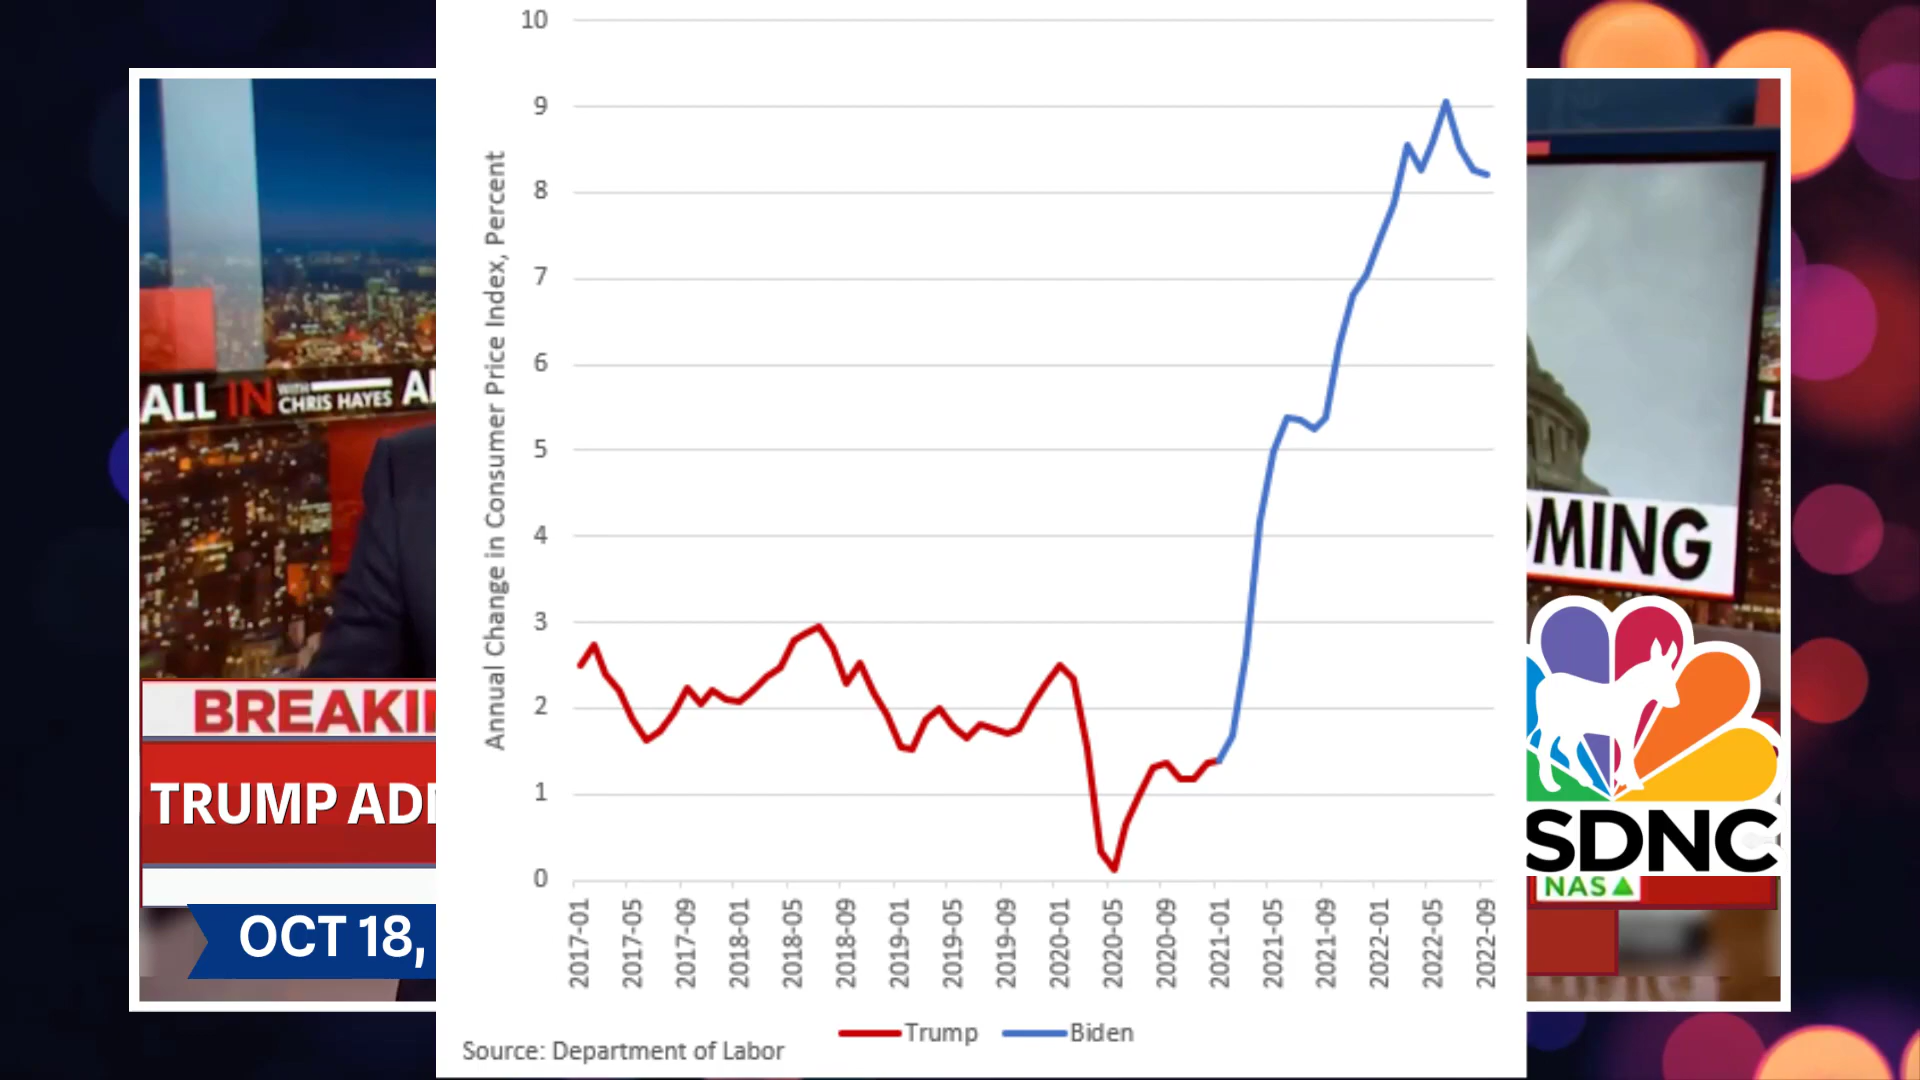 10
9
8
7
6
5
4
3
2
1
0
Annual Change in Consumer Price Index, Percent
2017-01
2017-05
2017-09
2018-01
2018-05
2018-09
2019-01
2019-05
2019-09
2020-01
2020-05
2020-09
2021-01
2021-05
2021-09
2022-01
2022-05
2022-09
Trump
Biden
Source: Department of Labor
ALL IN WITH CHRIS HAYES
BREAKI
TRUMP AD
OCT 18,
OMING
SDNC
NAS